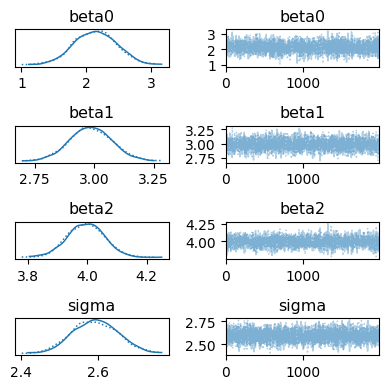 beta0 beta0
3
2
1
1 2 3 0 1000
beta1 beta1
3.25
3.00
2.75
2.75 3.00 3.25 0 1000
beta2 beta2
4.25
4.00
3.8 4.0 4.2 0 1000
sigma sigma
2.75
2.50
2.4 2.6 0 1000